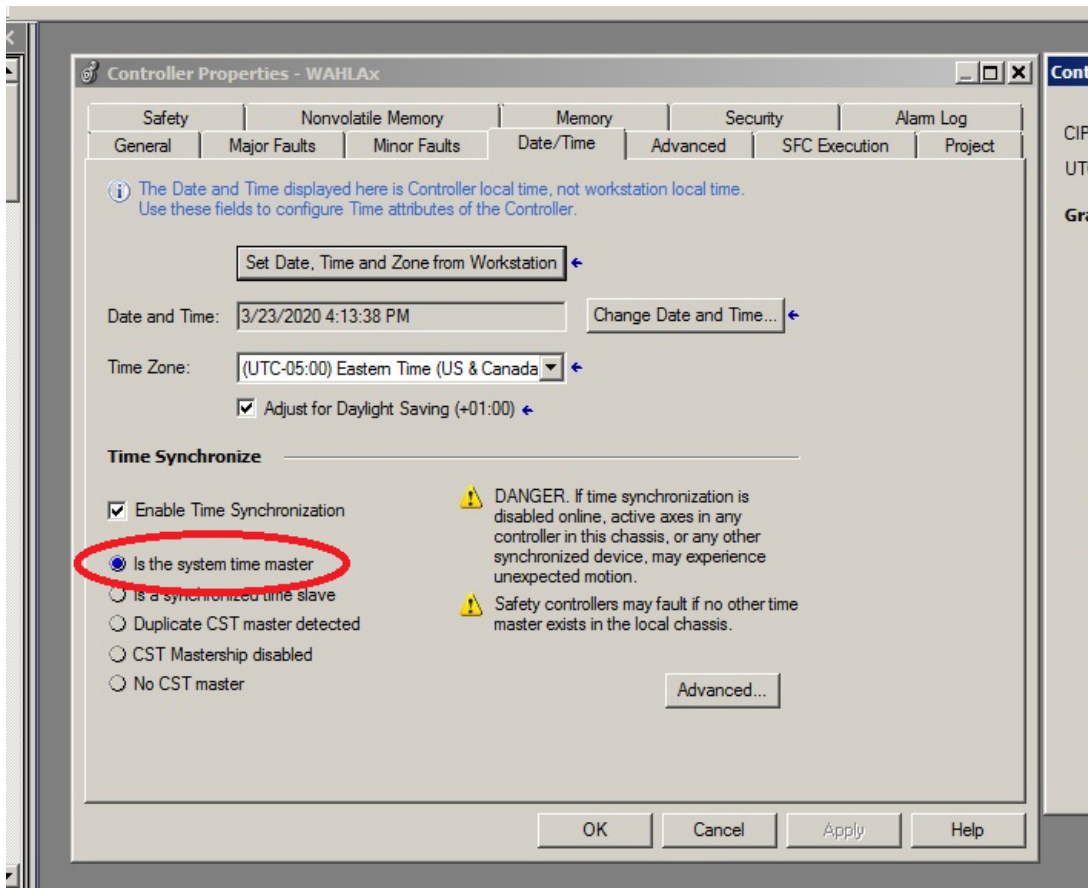 Controller Properties - WAHLAx
Safety
Nonvolatile Memory
Memory
Security
Alarm Log
General
Major Faults
Minor Faults
Date/Time
Advanced
SFC Execution
Project
The Date and Time displayed here is Controller local time, not workstation local time.
Use these fields to configure Time attributes of the Controller.
Set Date, Time and Zone from Workstation
Date and Time:
3/23/2020 4:13:38 PM
Change Date and Time...
Time Zone:
(UTC-05:00) Eastern Time (US & Canada
Adjust for Daylight Saving (+01:00)
Time Synchronize
Enable Time Synchronization
Is the system time master
Is a synchronized time slave
Duplicate CST master detected
CST Mastership disabled
No CST master
DANGER. If time synchronization is
disabled online, active axes in any
controller in this chassis, or any other
synchronized device, may experience
unexpected motion.
Safety controllers may fault if no other time
master exists in the local chassis.
Advanced...
OK
Cancel
Apply
Help
Cont
CIP
UT
Gra